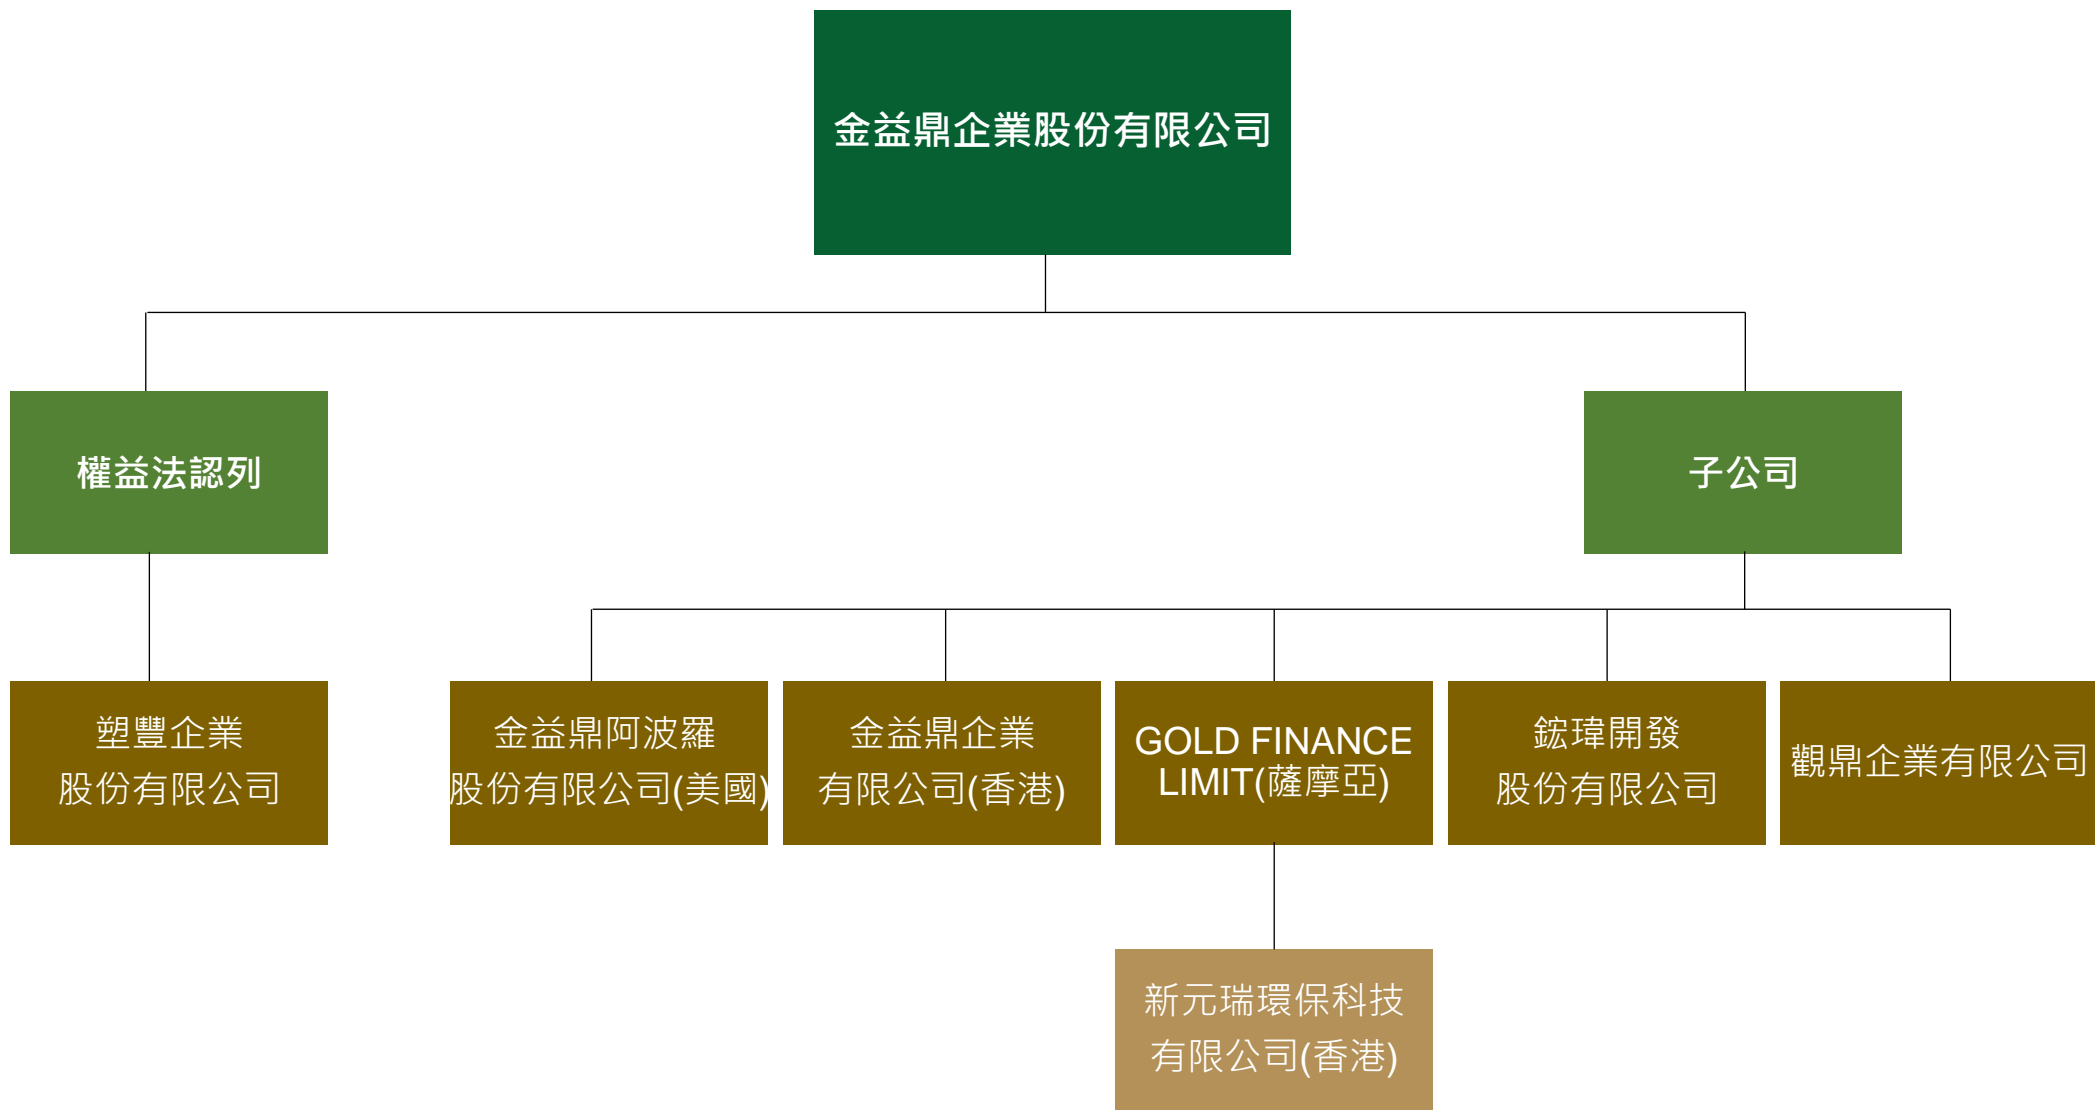 金益鼎企業股份有限公司
權益法認列
子公司
塑豐企業
股份有限公司
金益鼎阿波羅
股份有限公司(美國)
金益鼎企業
有限公司(香港)
GOLD FINANCE
LIMIT(薩摩亞)
鋐瑋開發
股份有限公司
觀鼎企業有限公司
新元瑞環保科技
有限公司(香港)